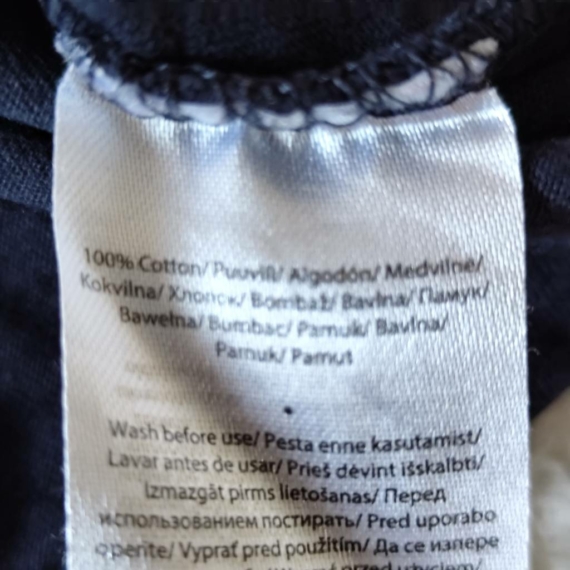 100% Cotton/ Puuvill/ Algodón/ Medvilnė/
Kokvilna/ Хлопок/ Bombaž/ Bavlna/ Памук/
Bawełna/ Bumbac/ Pamuk/ Bavlna/
Pamuk/ Pamut
Wash before use/ Pesta enne kasutamist/
Lavar antes de usar/ Prieš dėvint išskalbti/
Izmazgāt pirms lietošanas/ Перед
использованием постирать/ Pred uporabo
operite/ Vyprať pred použitím/ Да се изпере
przed użyciem/